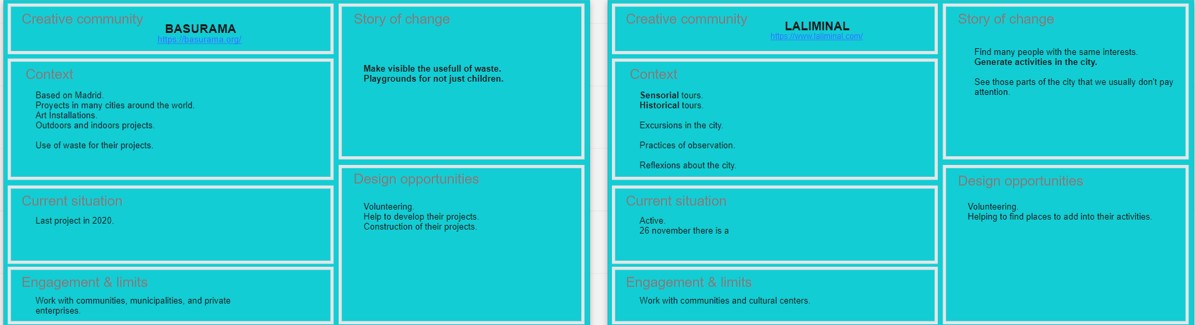 Creative community
BASURAMA
https://basurama.org/
Context
Based on Madrid.
Proyects in many cities around the world.
Art Installations.
Outdoors and indoors projects.
Use of waste for their projects.
Current situation
Last project in 2020.
Engagement & limits
Work with communities, municipalities, and private
enterprises.
Story of change
Make visible the usefull of waste.
Playgrounds for not just children.
Design opportunities
Volunteering.
Help to develop their projects.
Construction of their projects.
Creative community
LALIMINAL
https://www.laliminal.com/
Context
Sensorial tours.
Historical tours.
Excursions in the city.
Practices of observation.
Reflexions about the city.
Current situation
Active.
26 november there is a
Engagement & limits
Work with communities and cultural centers.
Story of change
Find many people with the same interests.
Generate activities in the city.
See those parts of the city that we usually don't pay
attention.
Design opportunities
Volunteering.
Helping to find places to add into their activities.